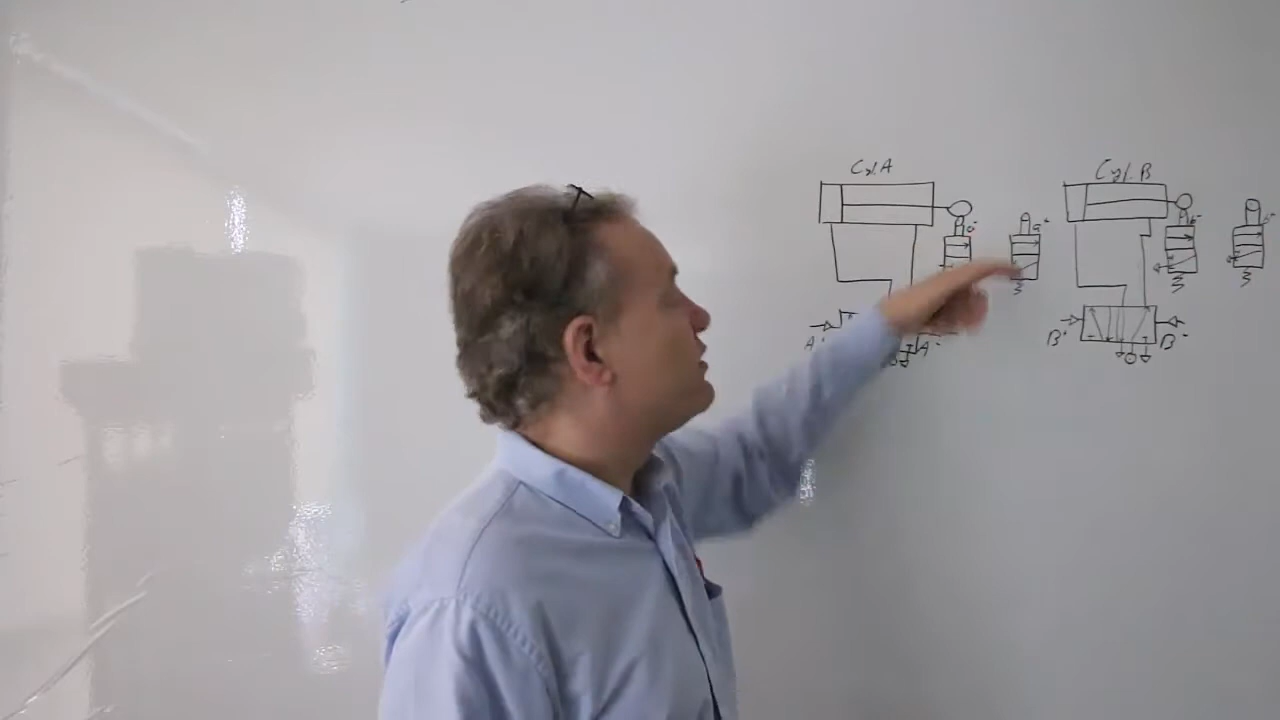 Cyl. A
Cyl. B
a-
a+
b-
A-
B+
B-